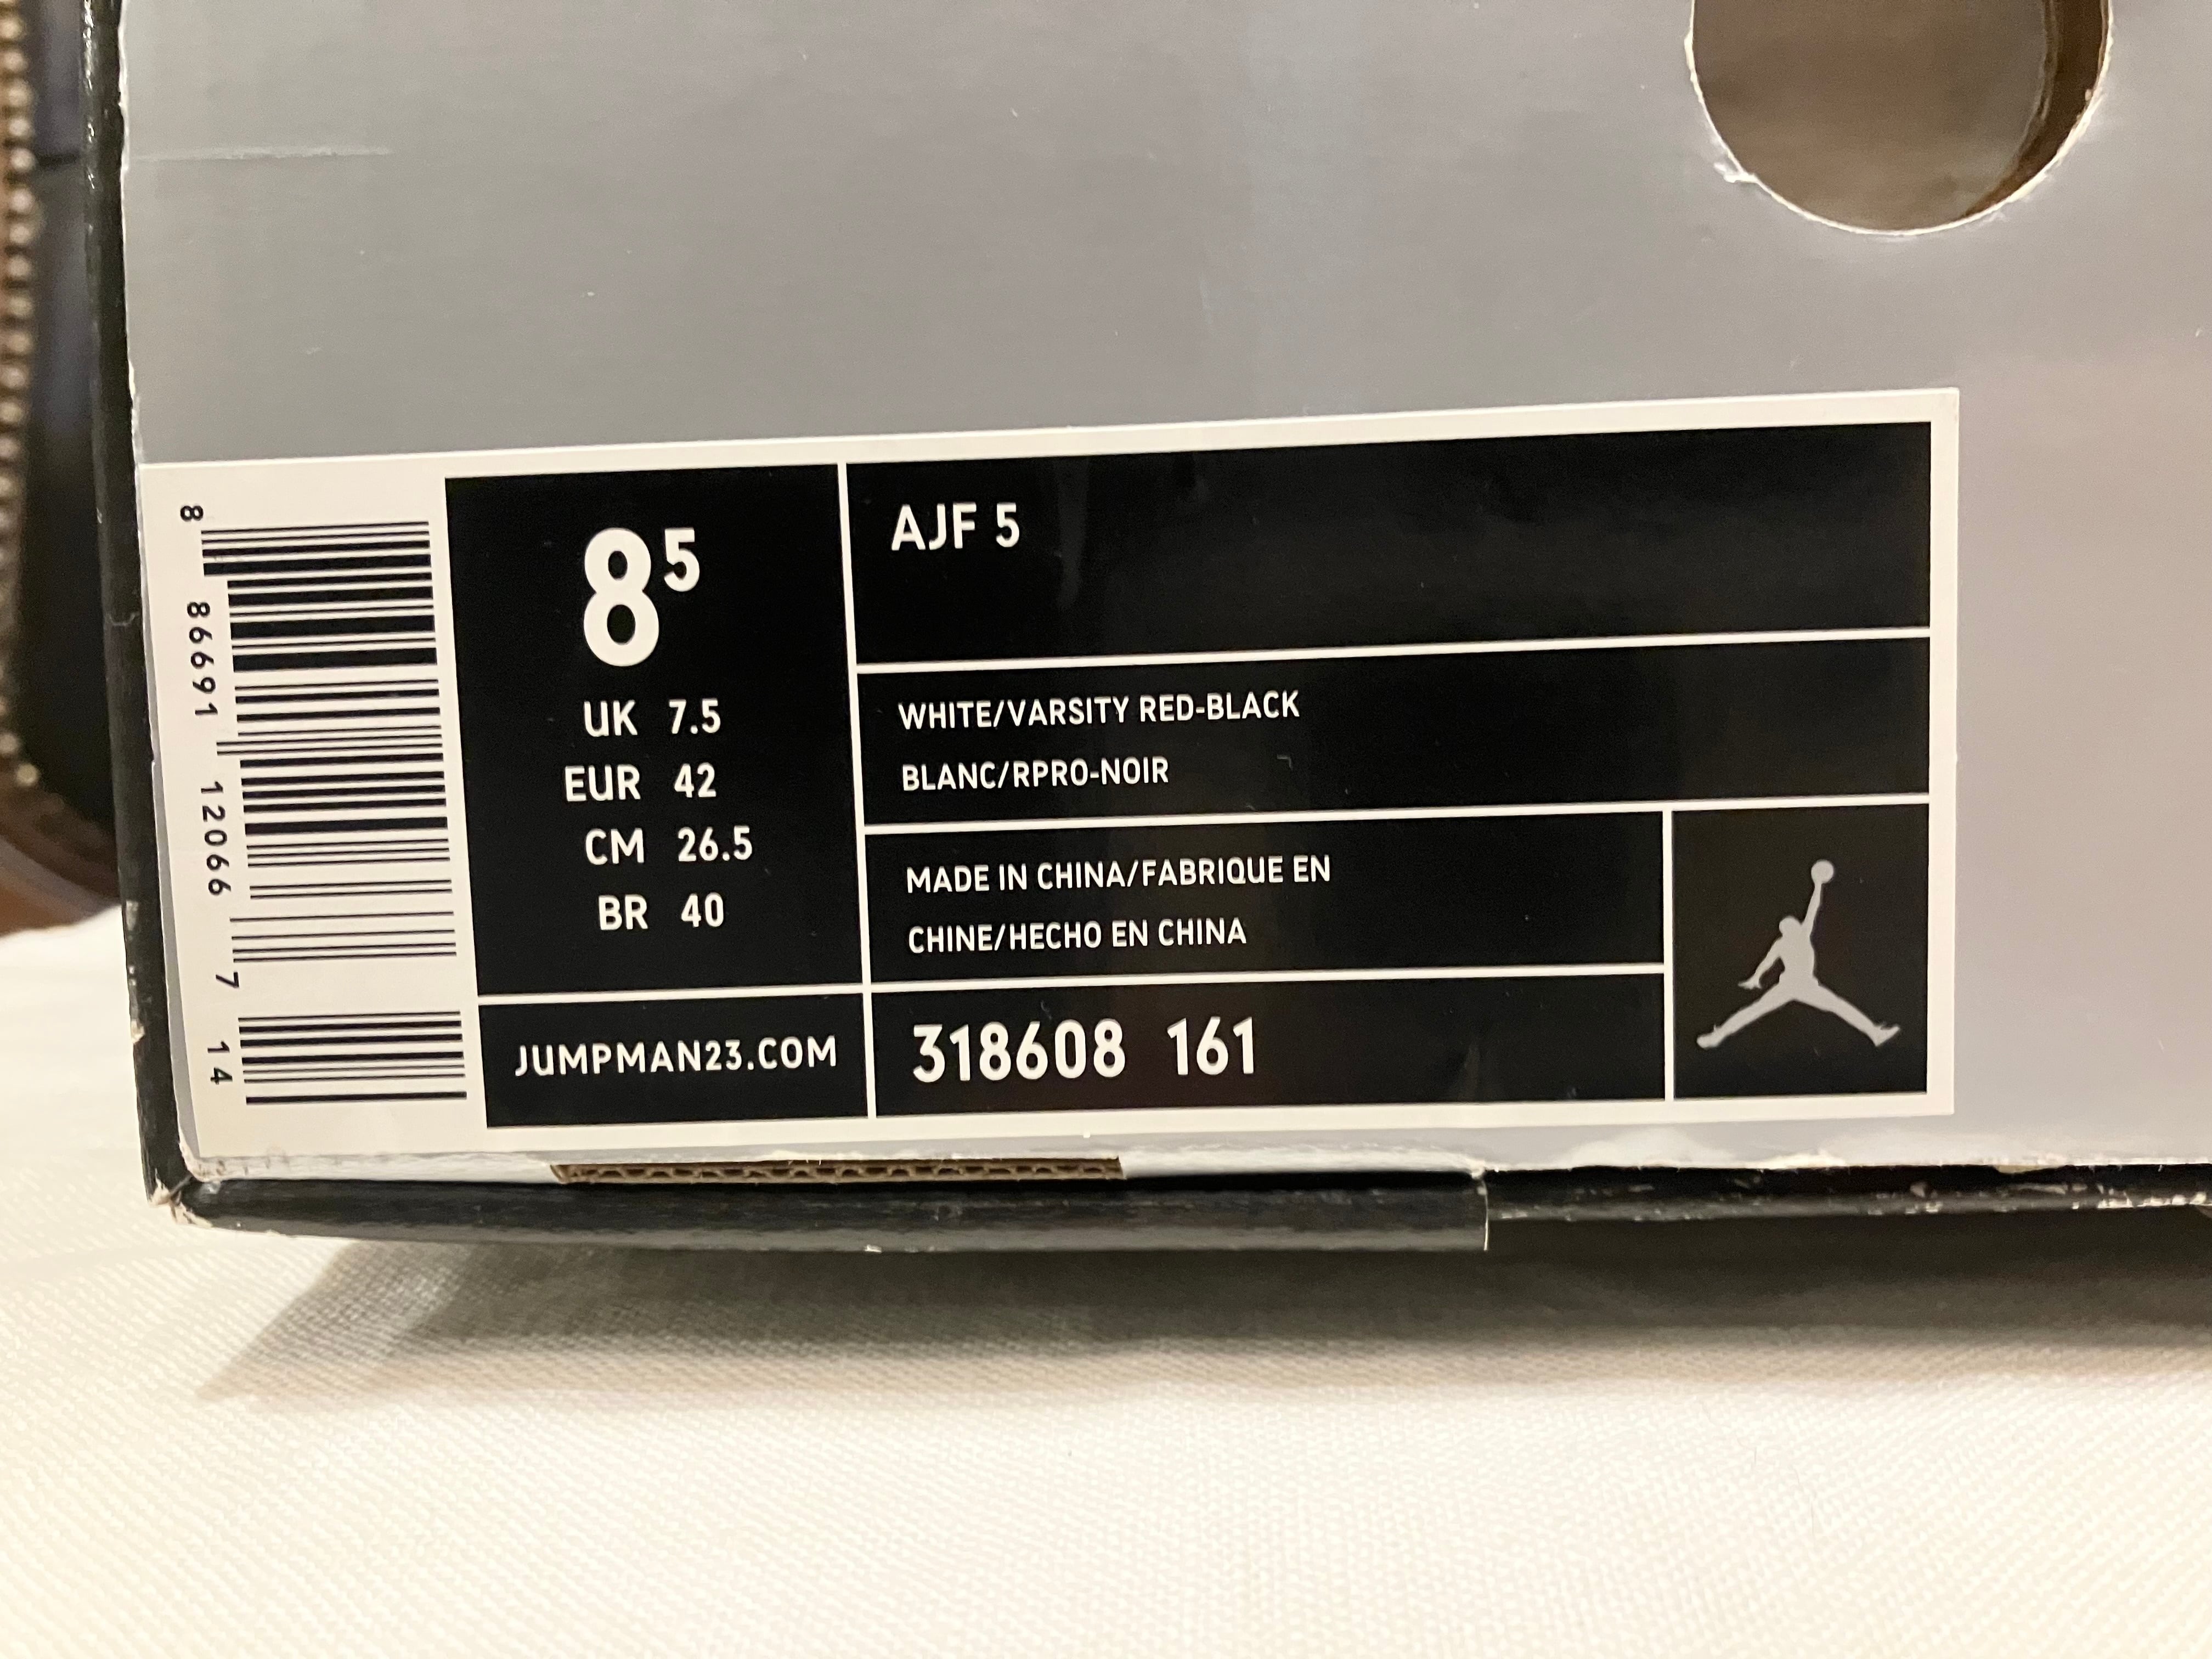 8 86691 12066 7 14
8⁵
UK 7.5
EUR 42
CM 26.5
BR 40
JUMPMAN23.COM
AJF 5
WHITE/VARSITY RED-BLACK
BLANC/RPRO-NOIR
MADE IN CHINA/FABRIQUE EN
CHINE/HECHO EN CHINA
318608 161